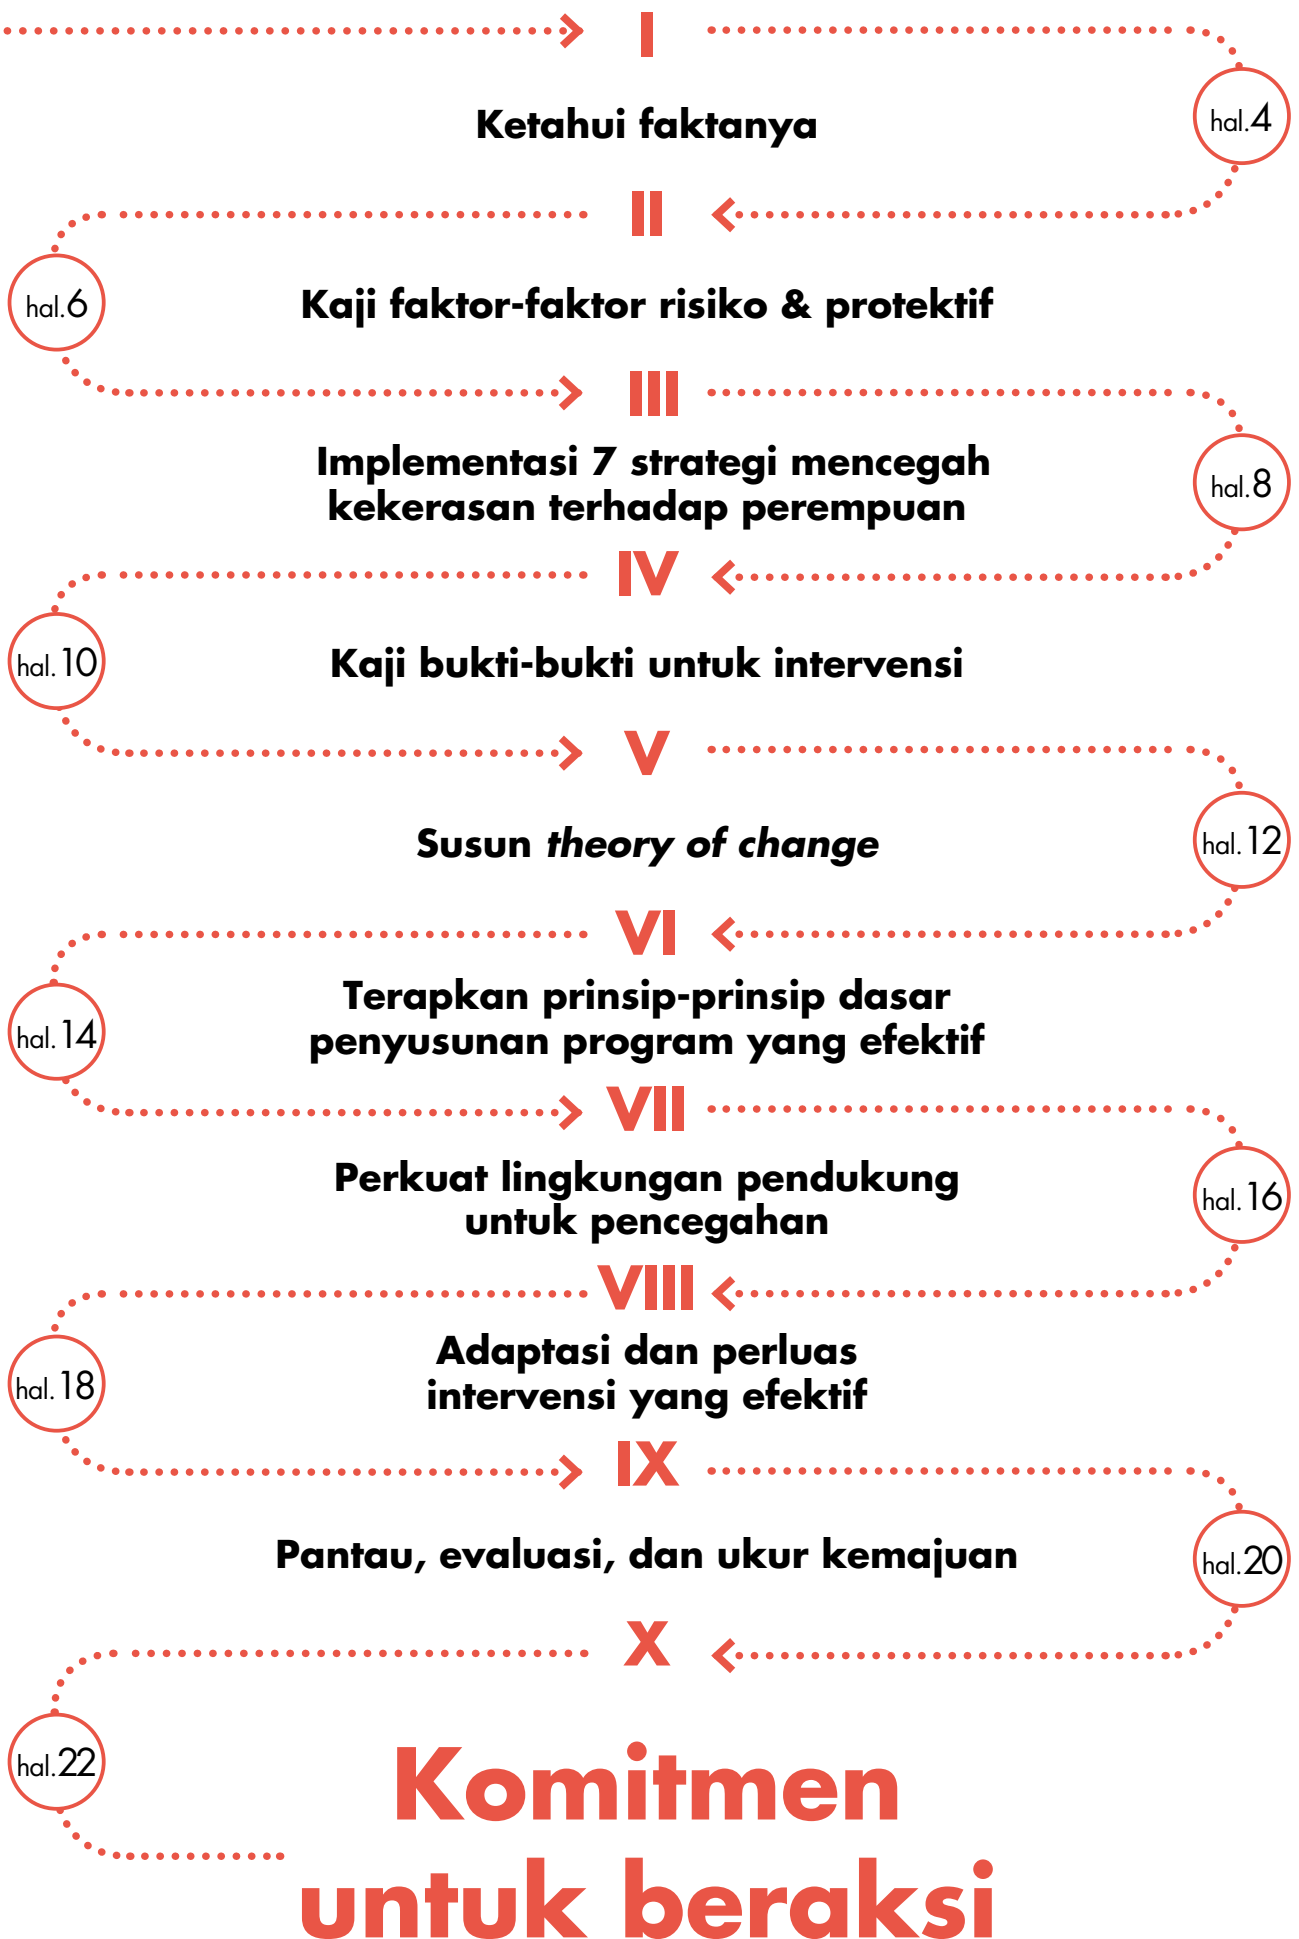 I
Ketahui faktanya
hal.4
II
Kaji faktor-faktor risiko & protektif
hal.6
III
Implementasi 7 strategi mencegah
kekerasan terhadap perempuan
hal.8
IV
Kaji bukti-bukti untuk intervensi
hal.10
V
Susun theory of change
hal.12
VI
Terapkan prinsip-prinsip dasar
penyusunan program yang efektif
hal.14
VII
Perkuat lingkungan pendukung
untuk pencegahan
hal.16
VIII
Adaptasi dan perluas
intervensi yang efektif
hal.18
IX
Pantau, evaluasi, dan ukur kemajuan
hal.20
X
Komitmen
untuk beraksi
hal.22